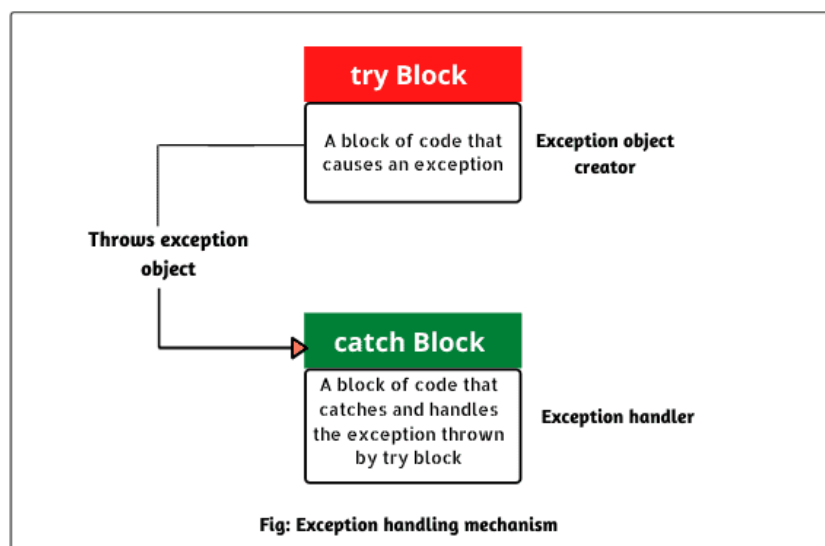 try Block
A block of code that
causes an exception
Exception object
creator
Throws exception
object
catch Block
A block of code that
catches and handles
the exception thrown
by try block
Exception handler
Fig: Exception handling mechanism